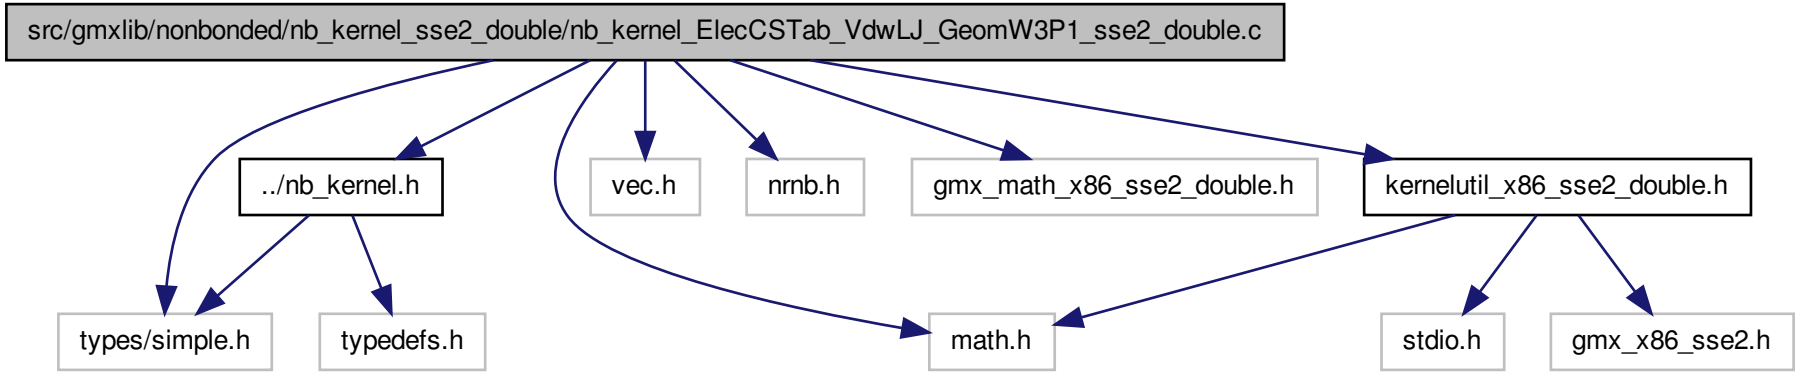 src/gmxlib/nonbonded/nb_kernel_sse2_double/nb_kernel_ElecCSTab_VdwLJ_GeomW3P1_sse2_double.c
../nb_kernel.h
vec.h
nrnb.h
gmx_math_x86_sse2_double.h
kernelutil_x86_sse2_double.h
types/simple.h
typedefs.h
math.h
stdio.h
gmx_x86_sse2.h